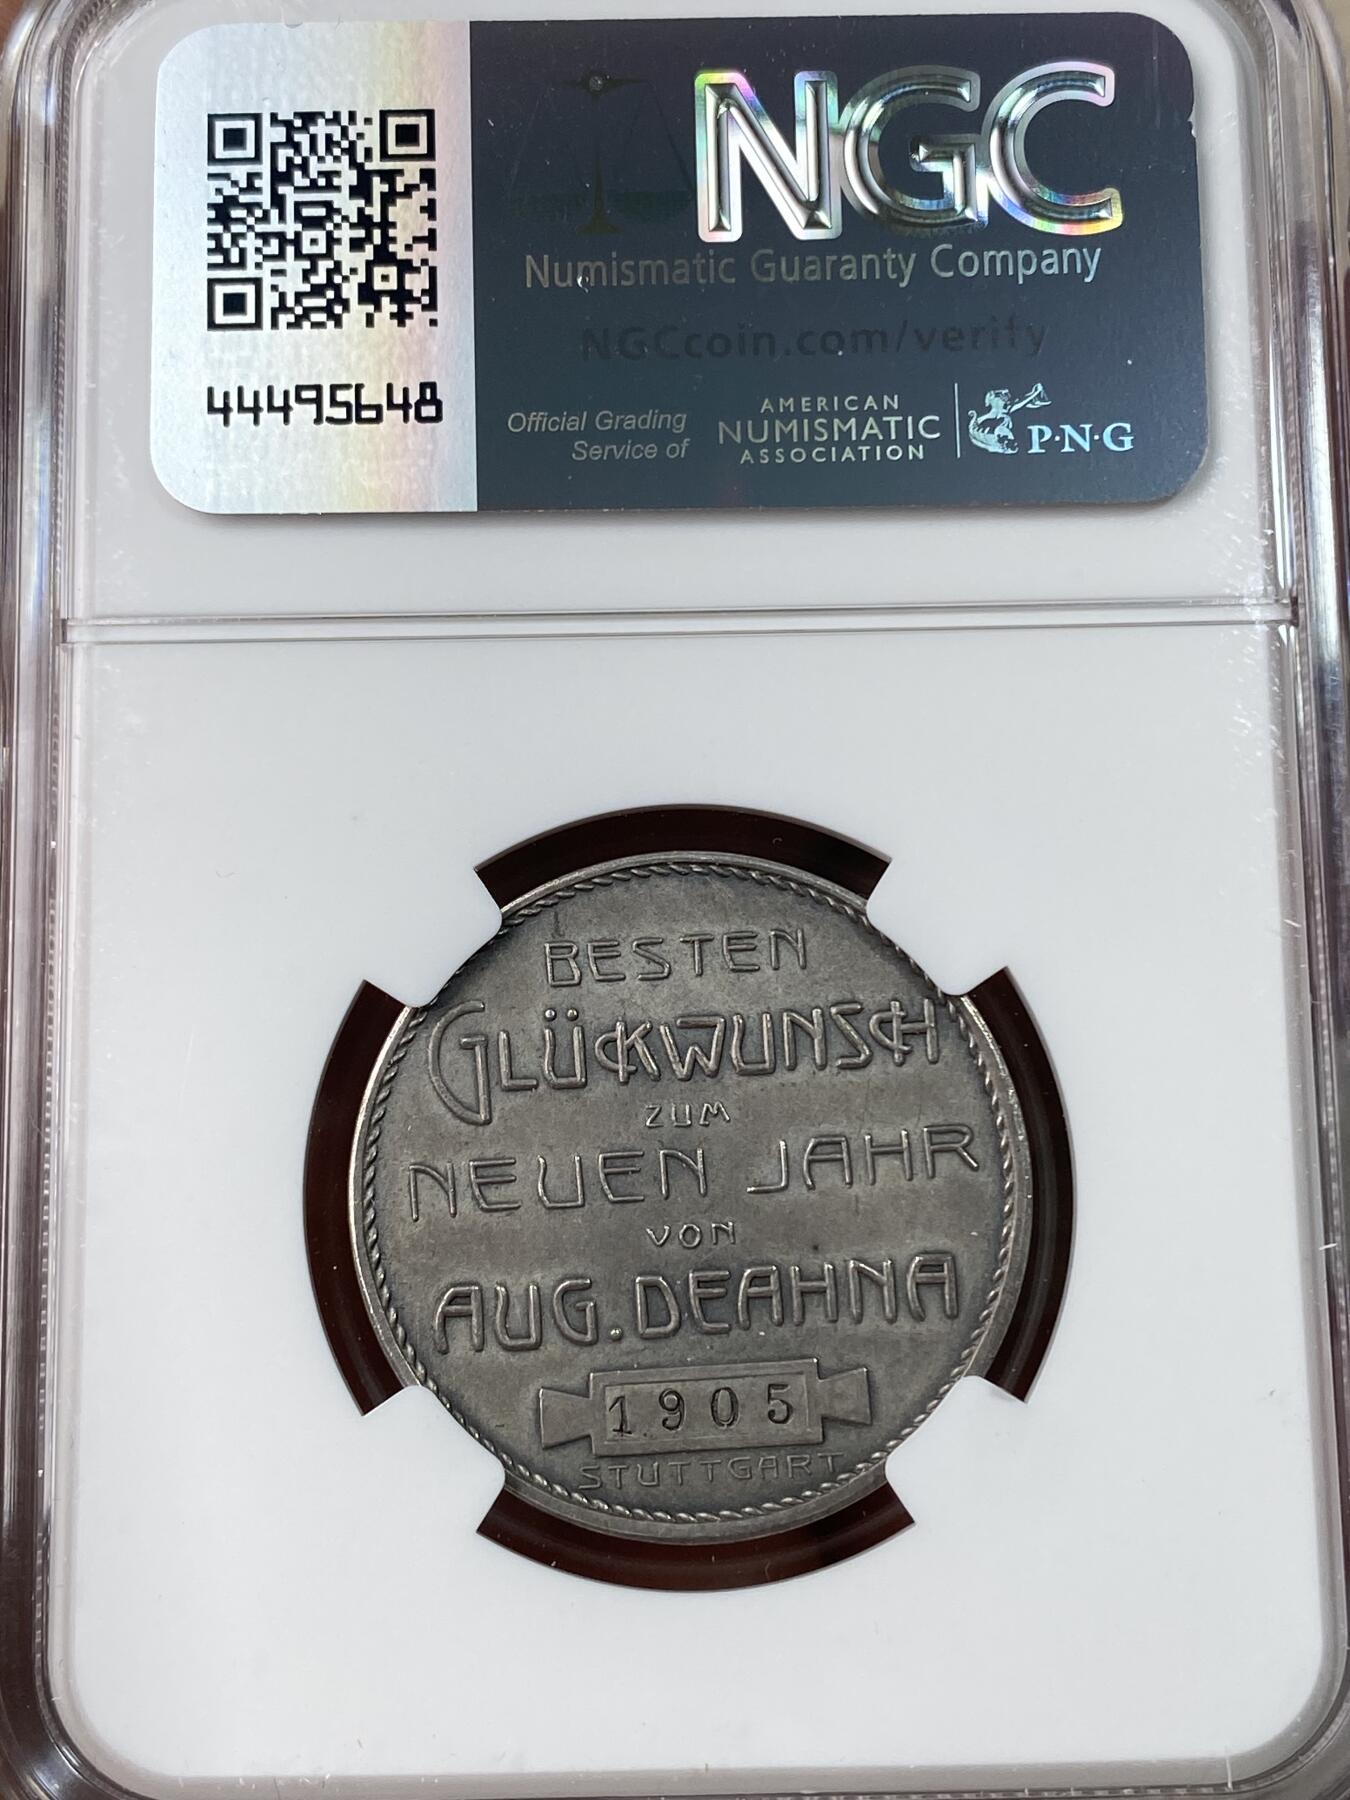 NGC
Numismatic Guaranty Company
NGCcoin.com/verify
44495648
Official Grading
Service of
AMERICAN
NUMISMATIC
ASSOCIATION
P·N·G
BESTEN
GLÜCKWUNSCH
ZUM
NEUEN JAHR
VON
AUG. DEAHNA
1905
STUTTGART